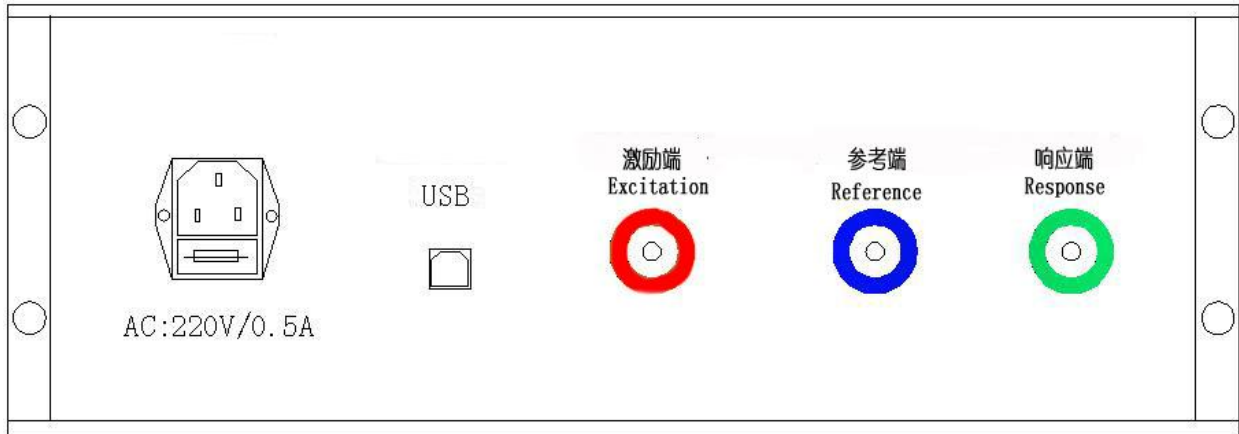 激励端
Excitation
参考端
Reference
响应端
Response
USB
AC:220V/0.5A